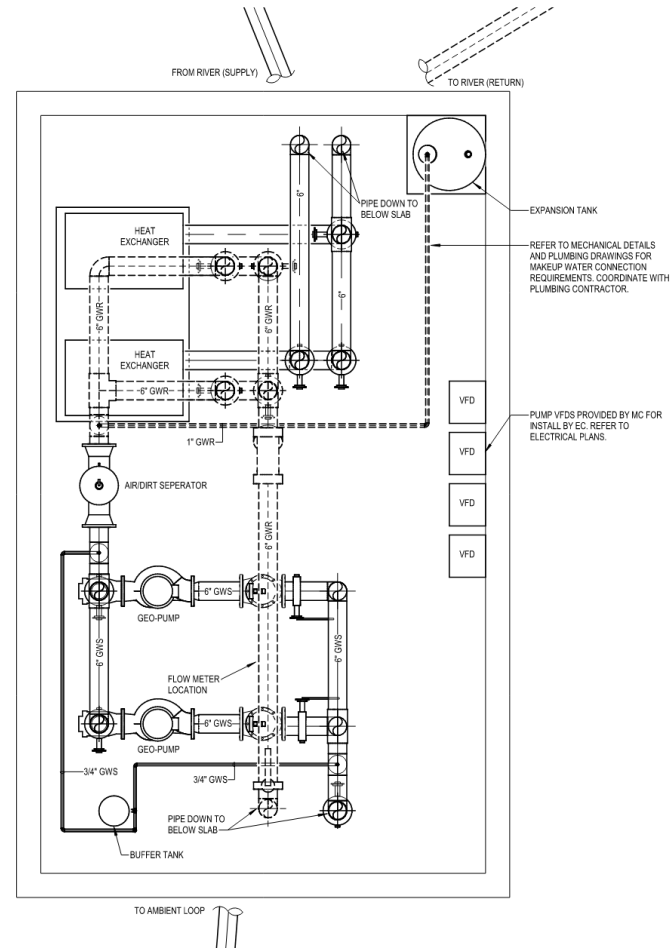 FROM RIVER (SUPPLY)
TO RIVER (RETURN)
PIPE DOWN TO
BELOW SLAB
EXPANSION TANK
6"
6"
HEAT
EXCHANGER
REFER TO MECHANICAL DETAILS
AND PLUMBING DRAWINGS FOR
MAKEUP WATER CONNECTION
REQUIREMENTS. COORDINATE WITH
PLUMBING CONTRACTOR.
6" GWR
6" GWR
HEAT
EXCHANGER
6" GWR
1" GWR
VFD
VFD
VFD
VFD
PUMP VFDS PROVIDED BY MC FOR
INSTALL BY EC. REFER TO
ELECTRICAL PLANS.
AIR/DIRT SEPERATOR
6" GWR
6" GWS
GEO-PUMP
6" GWS
6" GWS
FLOW METER
LOCATION
6" GWS
GEO-PUMP
3/4" GWS
3/4" GWS
PIPE DOWN TO
BELOW SLAB
BUFFER TANK
TO AMBIENT LOOP